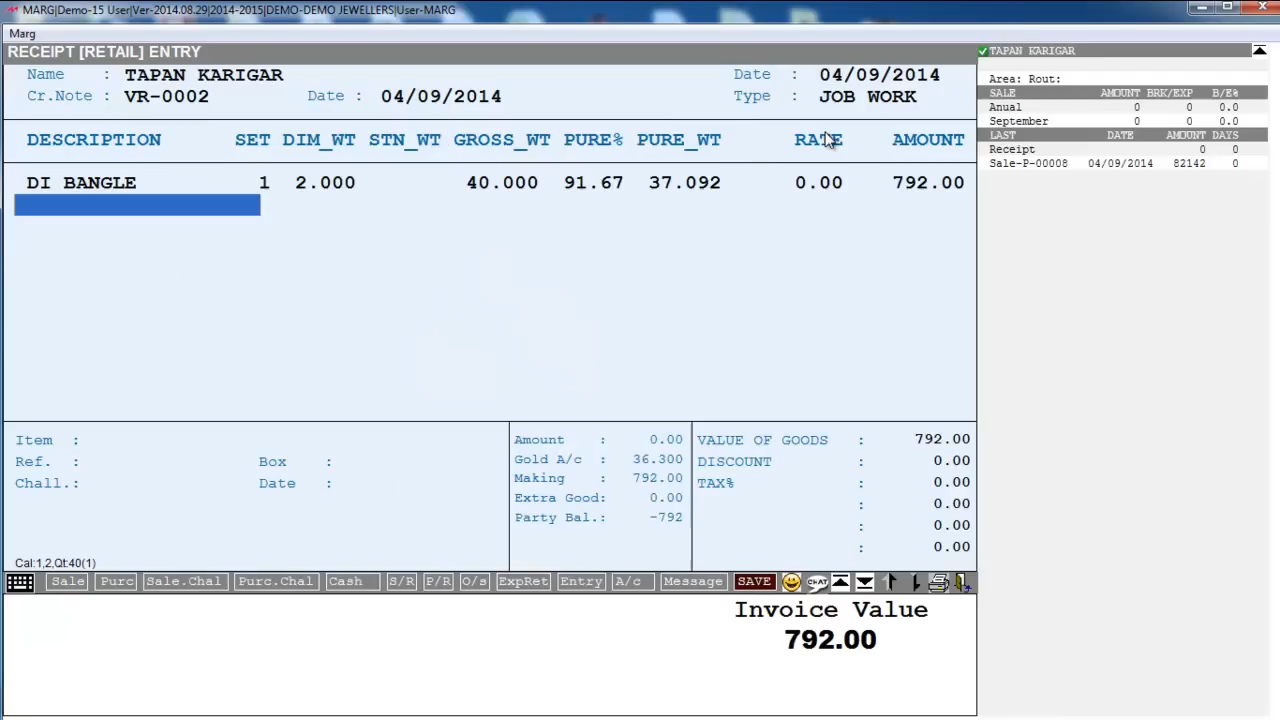 MARG|Demo-15 User|Ver-2014.08.29|2014-2015|DEMO-DEMO JEWELLERS|User-MARG
Marg
RECEIPT [RETAIL] ENTRY
Name : TAPAN KARIGAR Date : 04/09/2014
Cr.Note : VR-0002 Date : 04/09/2014 Type : JOB WORK
DESCRIPTION SET DIM_WT STN_WT GROSS_WT PURE% PURE_WT RATE AMOUNT
DI BANGLE 1 2.000 40.000 91.67 37.092 0.00 792.00
Item :
Ref. : Box :
Chall.: Date :
Cal:1,2,Qt:40(1)
Amount : 0.00
Gold A/c : 36.300
Making : 792.00
Extra Good: 0.00
Party Bal.: -792
VALUE OF GOODS : 792.00
DISCOUNT : 0.00
TAX% : 0.00
: 0.00
: 0.00
: 0.00
Sale Purc Sale.Chal Purc.Chal Cash S/R P/R O/s ExpRet Entry A/c Message SAVE CHAT
Invoice Value
792.00
TAPAN KARIGAR
Area: Rout:
SALE AMOUNT BRK/EXP B/E%
Anual 0 0 0.0
September 0 0 0.0
LAST DATE AMOUNT DAYS
Receipt 0 0
Sale-P-00008 04/09/2014 82142 0